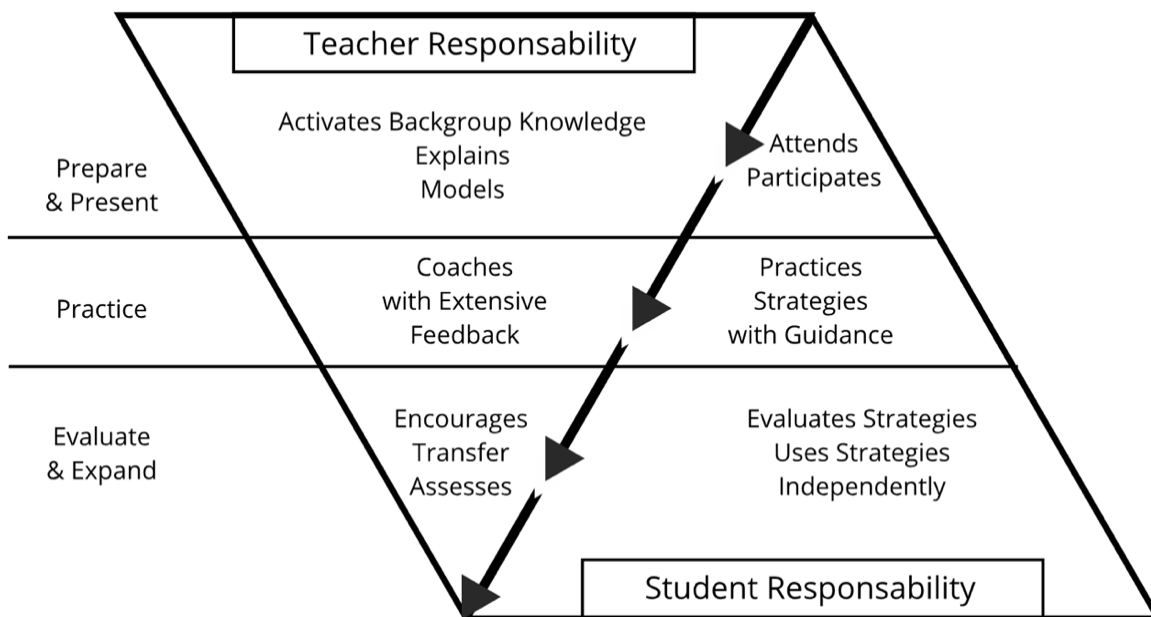 Teacher Responsability
Activates Backgroup Knowledge
Explains
Models
Attends
Participates
Prepare
& Present
Coaches
with Extensive
Feedback
Practices
Strategies
with Guidance
Practice
Encourages
Transfer
Assesses
Evaluates Strategies
Uses Strategies
Independently
Evaluate
& Expand
Student Responsability